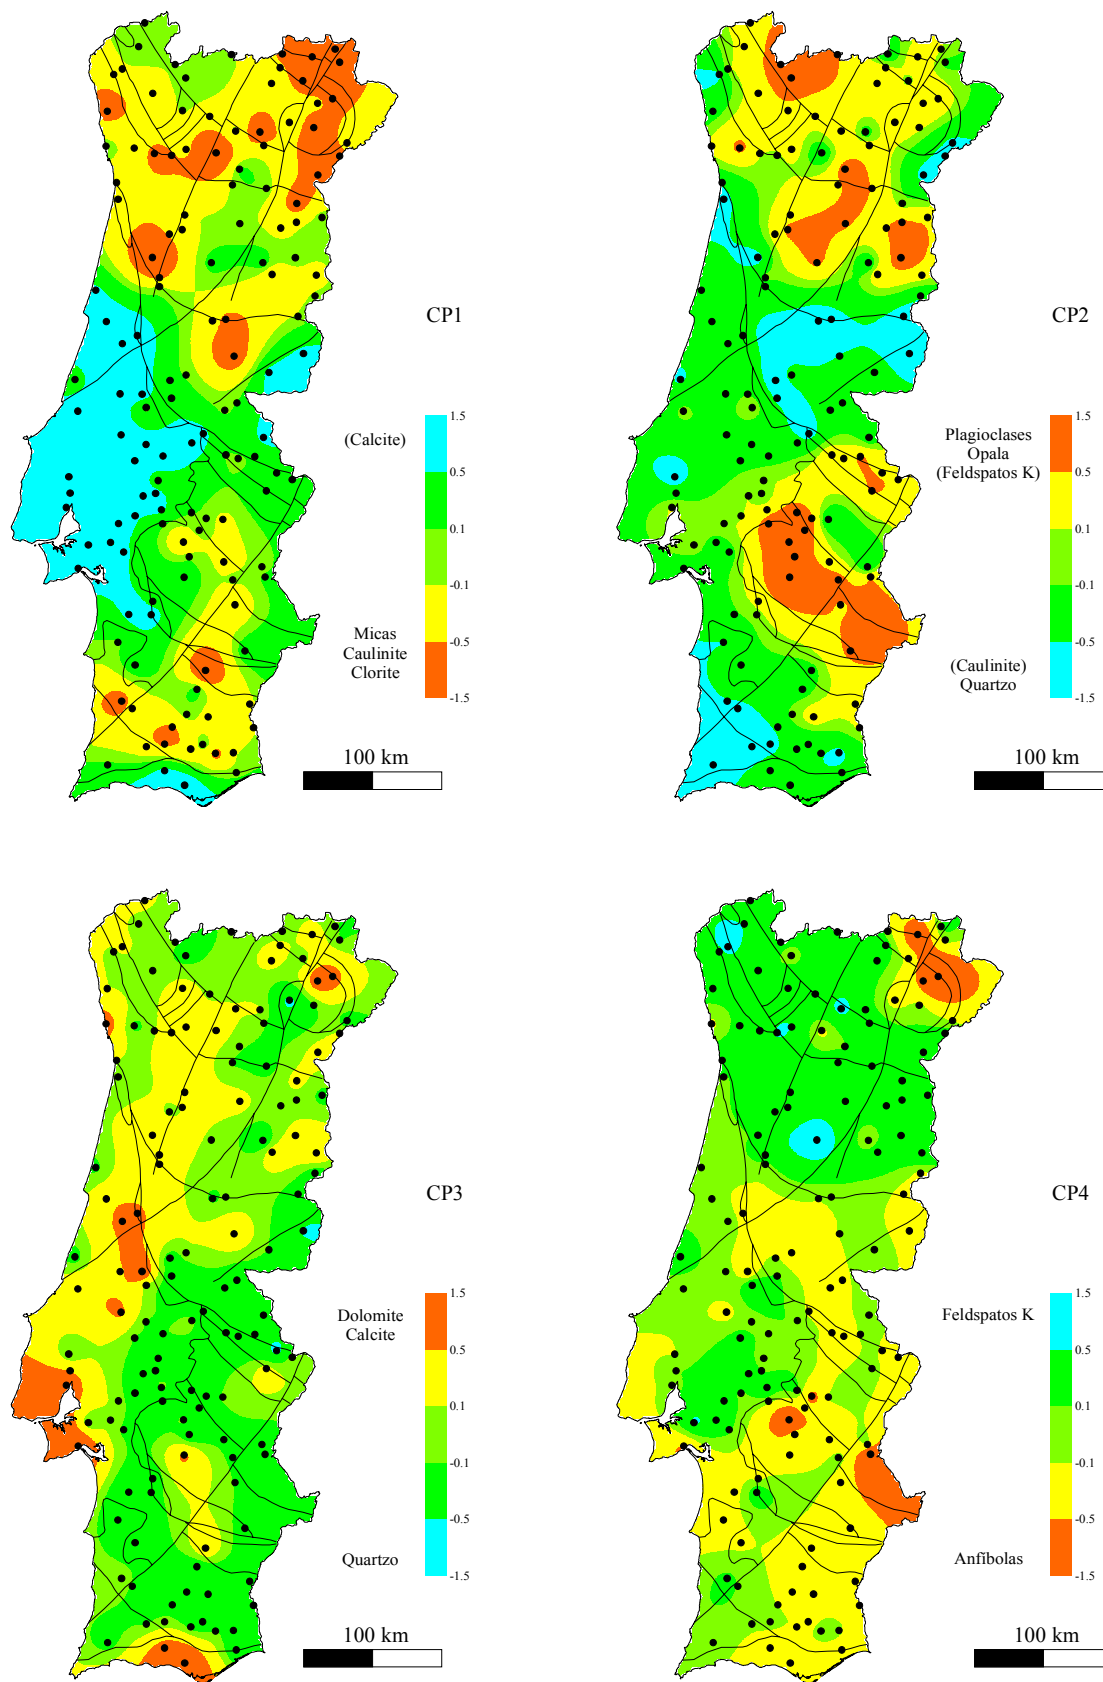 CP1
(Calcite)
Micas
Caulinite
Clorite
1.5
0.5
0.1
-0.1
-0.5
-1.5
100 km
CP2
Plagioclases
Opala
(Feldspatos K)
(Caulinite)
Quartzo
1.5
0.5
0.1
-0.1
-0.5
-1.5
100 km
CP3
Dolomite
Calcite
Quartzo
1.5
0.5
0.1
-0.1
-0.5
-1.5
100 km
CP4
Feldspatos K
Anfíbolas
1.5
0.5
0.1
-0.1
-0.5
-1.5
100 km